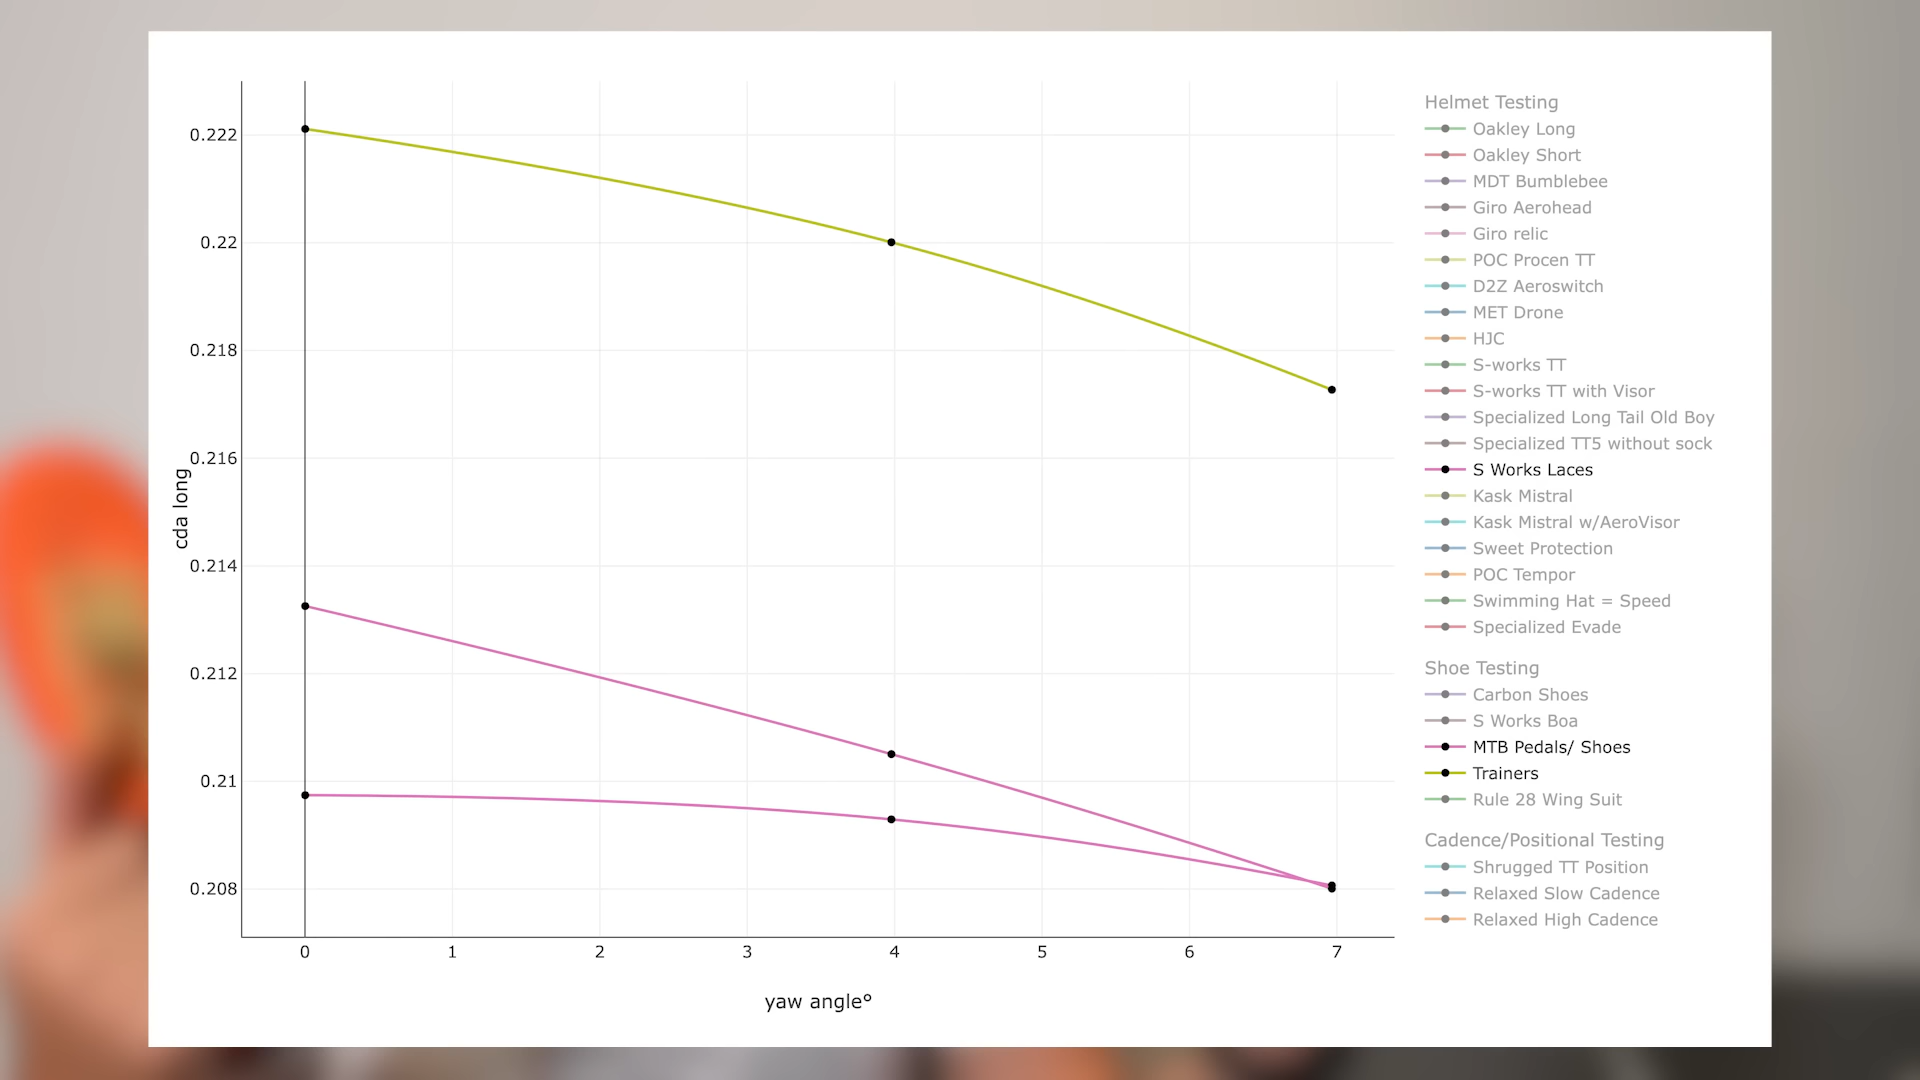 0.222
0.22
0.218
0.216
0.214
0.212
0.21
0.208
cda long
0
1
2
3
4
5
6
7
yaw angle°
Helmet Testing
Oakley Long
Oakley Short
MDT Bumblebee
Giro Aerohead
Giro relic
POC Procen TT
D2Z Aeroswitch
MET Drone
HJC
S-works TT
S-works TT with Visor
Specialized Long Tail Old Boy
Specialized TT5 without sock
S Works Laces
Kask Mistral
Kask Mistral w/AeroVisor
Sweet Protection
POC Tempor
Swimming Hat = Speed
Specialized Evade
Shoe Testing
Carbon Shoes
S Works Boa
MTB Pedals/ Shoes
Trainers
Rule 28 Wing Suit
Cadence/Positional Testing
Shrugged TT Position
Relaxed Slow Cadence
Relaxed High Cadence